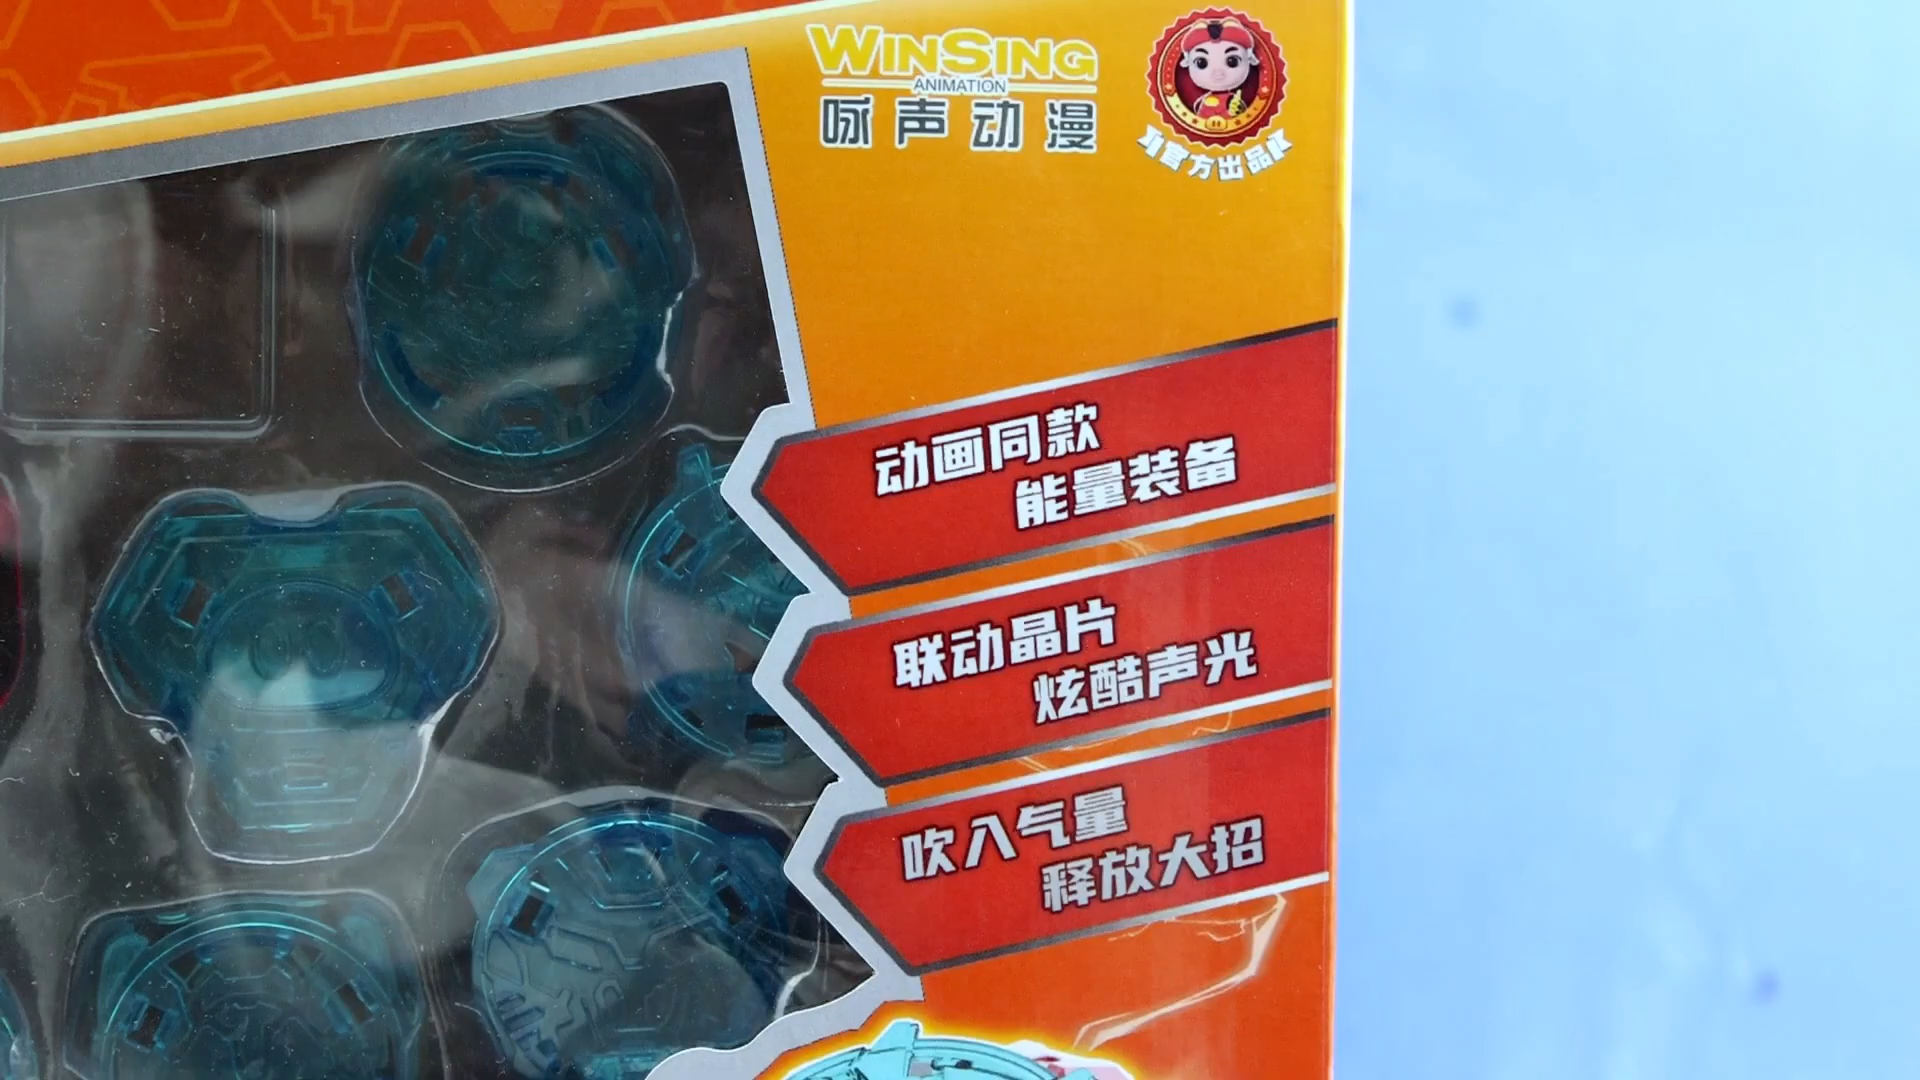 WINSING
ANIMATION
咏声动漫
官方出品
动画同款
能量装备
联动晶片
炫酷声光
吹入气量
释放大招